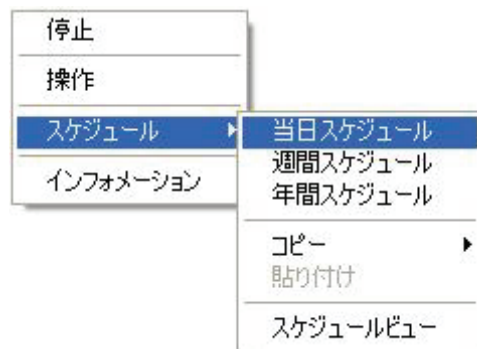 停止
操作
スケジュール
インフォメーション
当日スケジュール
週間スケジュール
年間スケジュール
コピー
貼り付け
スケジュールビュー